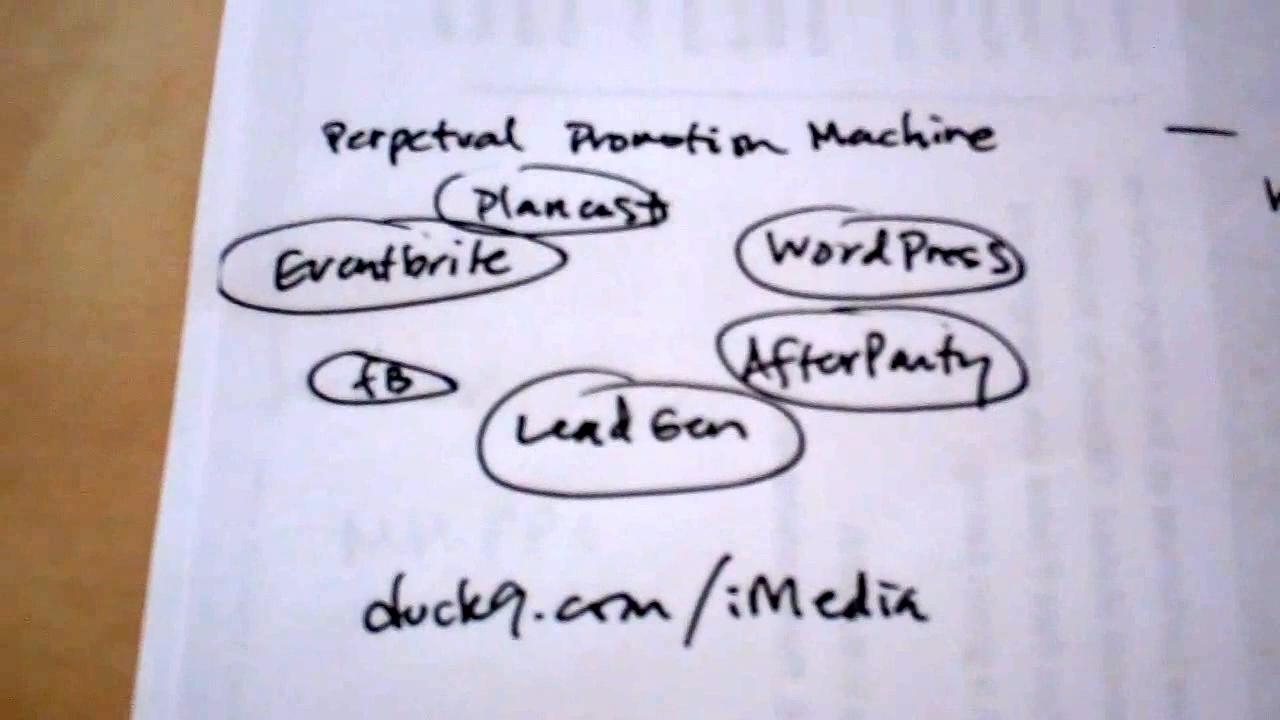 Perpetual Promotion Machine —
Plancast
Eventbrite
WordPress
fB
AfterParty
Lead Gen
duck9.com/iMedia